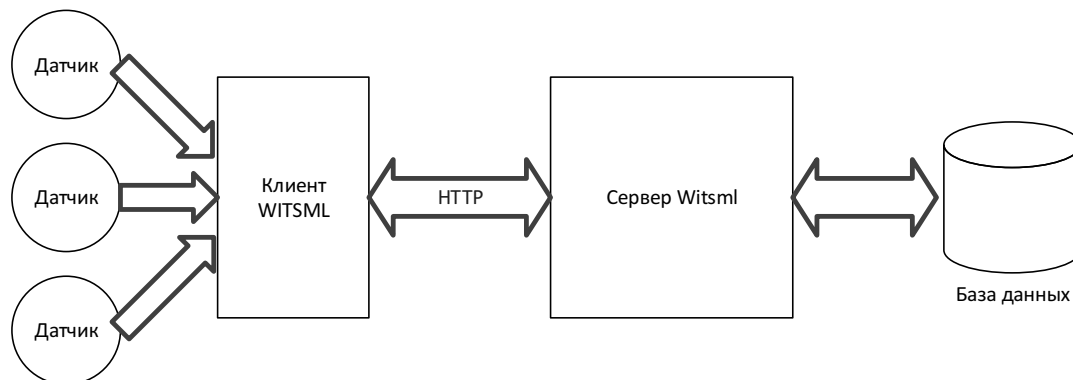 Датчик
Датчик
Датчик
Клиент
WITSML
HTTP
Сервер Witsml
База данных